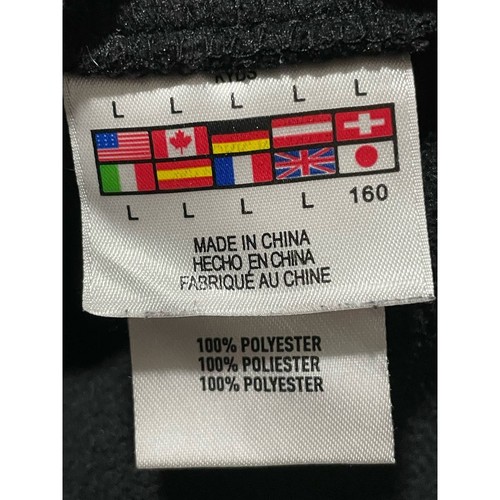 KYDS
L L L L L
L L L L 160
MADE IN CHINA
HECHO EN CHINA
FABRIQUÉ AU CHINE
100% POLYESTER
100% POLIESTER
100% POLYESTER